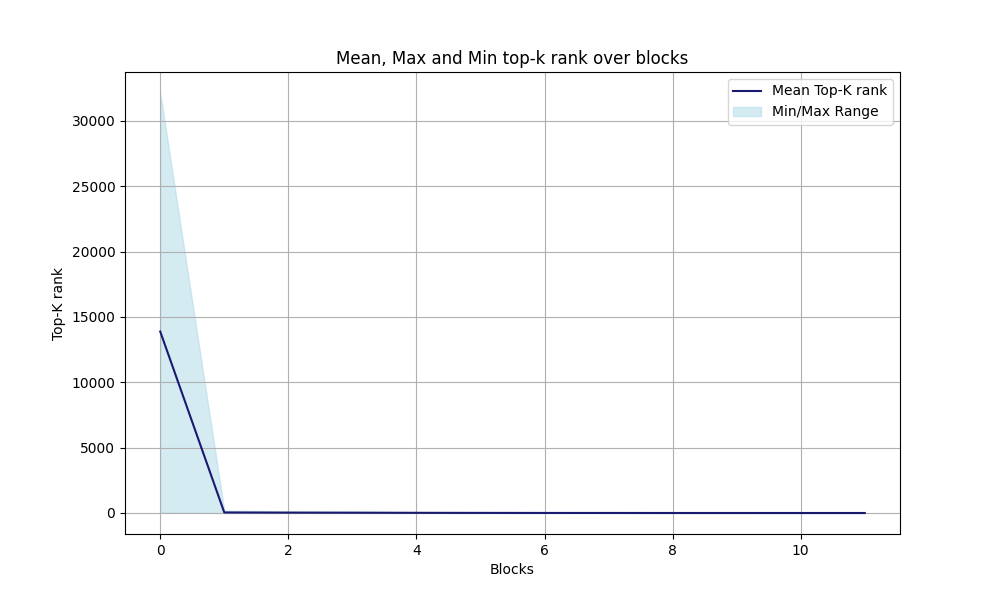 Mean, Max and Min top-k rank over blocks
Mean Top-K rank
Min/Max Range
30000
25000
20000
15000
10000
5000
0
Top-K rank
0 2 4 6 8 10
Blocks